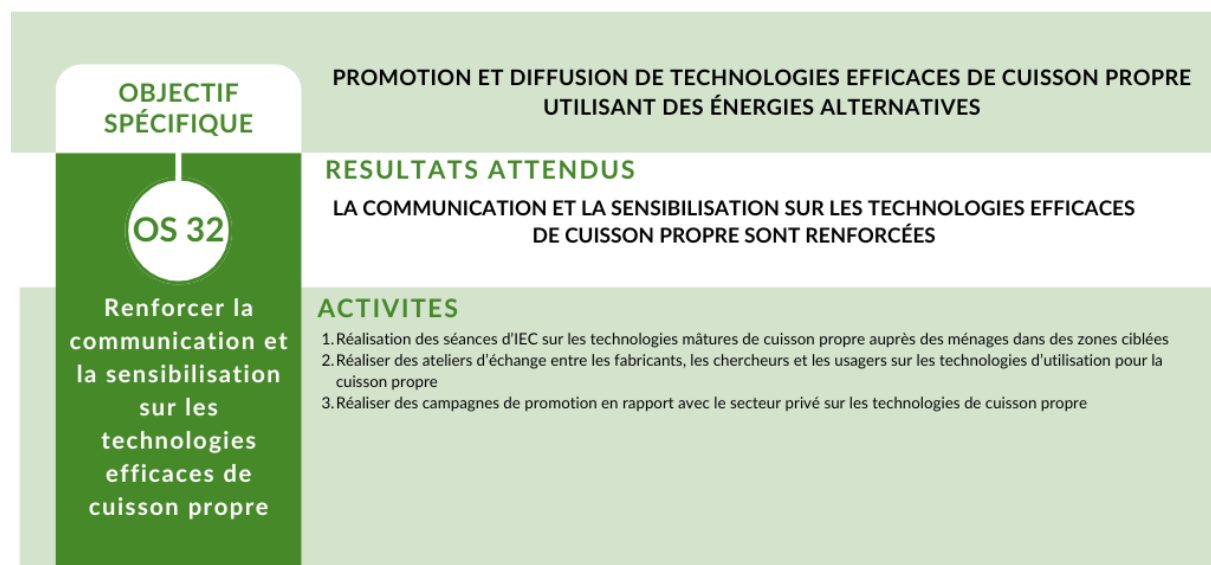 OBJECTIF
SPÉCIFIQUE
PROMOTION ET DIFFUSION DE TECHNOLOGIES EFFICACES DE CUISSON PROPRE
UTILISANT DES ÉNERGIES ALTERNATIVES
OS 32
Renforcer la
communication et
la sensibilisation
sur les
technologies
efficaces de
cuisson propre
RESULTATS ATTENDUS
LA COMMUNICATION ET LA SENSIBILISATION SUR LES TECHNOLOGIES EFFICACES
DE CUISSON PROPRE SONT RENFORCÉES
ACTIVITES
1. Réalisation des séances d’IEC sur les technologies mâtures de cuisson propre auprès des ménages dans des zones ciblées
2. Réaliser des ateliers d’échange entre les fabricants, les chercheurs et les usagers sur les technologies d’utilisation pour la
cuisson propre
3. Réaliser des campagnes de promotion en rapport avec le secteur privé sur les technologies de cuisson propre